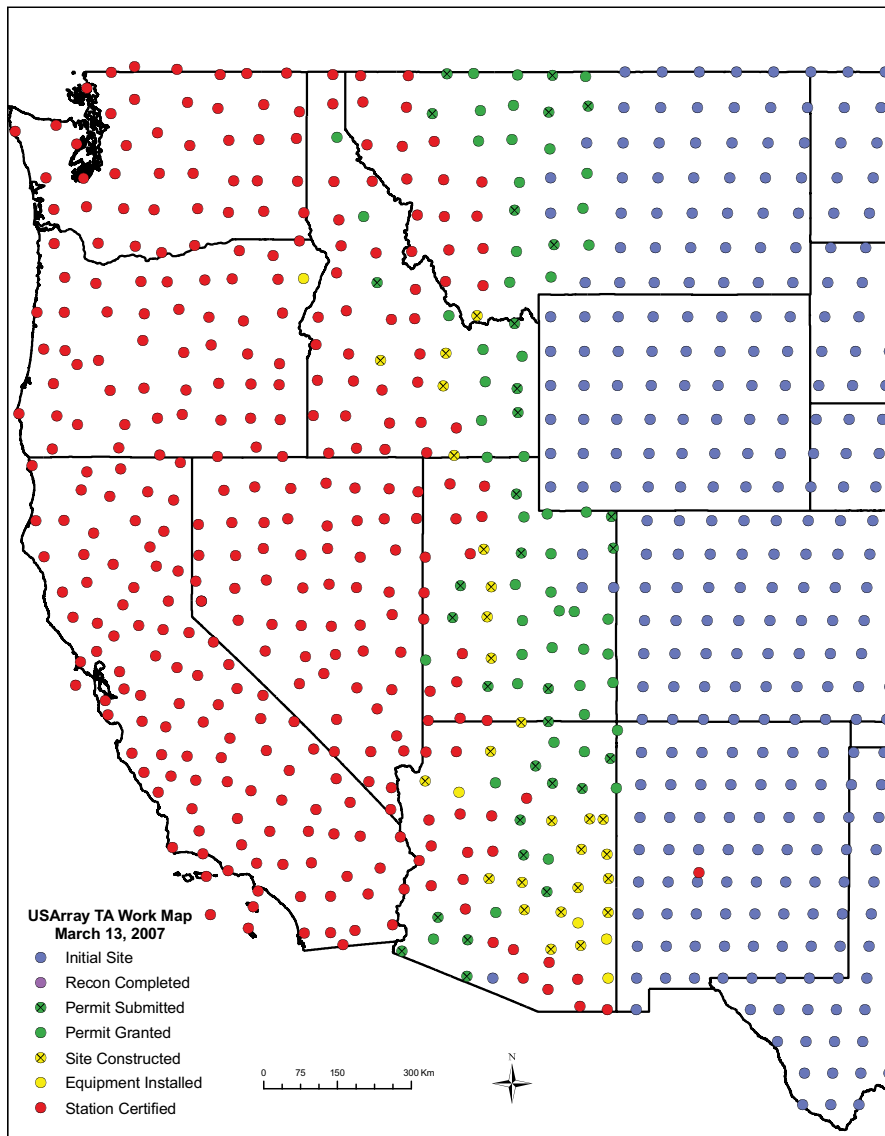 USArray TA Work Map
March 13, 2007
Initial Site
Recon Completed
Permit Submitted
Permit Granted
Site Constructed
Equipment Installed
Station Certified
0 75 150 300 Km
N